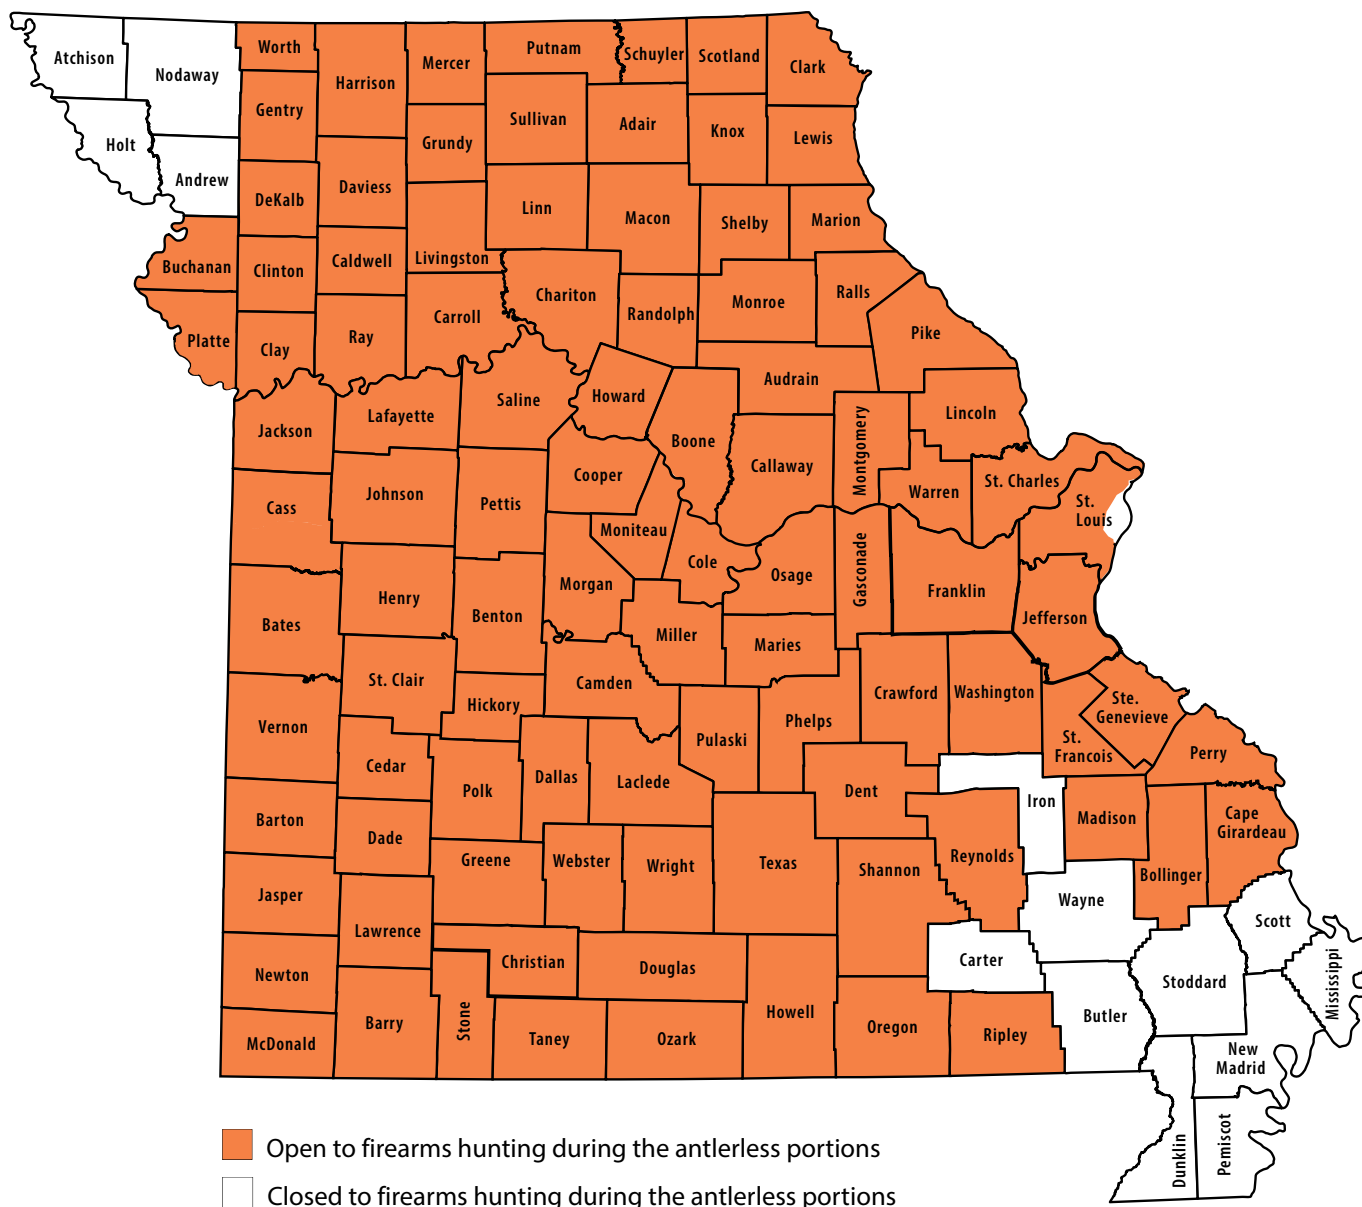 Atchison
Nodaway
Worth
Harrison
Mercer
Putnam
Schuyler
Scotland
Clark
Holt
Andrew
Gentry
DeKalb
Daviess
Grundy
Sullivan
Adair
Knox
Lewis
Linn
Macon
Shelby
Marion
Buchanan
Clinton
Caldwell
Livingston
Chariton
Randolph
Monroe
Ralls
Pike
Platte
Clay
Ray
Carroll
Audrain
Howard
Saline
Lafayette
Jackson
Boone
Callaway
Montgomery
Lincoln
Warren
St. Charles
St.
Louis
Cass
Johnson
Pettis
Cooper
Moniteau
Cole
Osage
Gasconade
Franklin
Jefferson
Bates
Henry
Benton
Morgan
Miller
Maries
Camden
St. Clair
Hickory
Vernon
Pulaski
Phelps
Crawford
Washington
Ste.
Genevieve
St.
Francois
Perry
Cedar
Polk
Dallas
Laclede
Dent
Iron
Madison
Cape
Girardeau
Barton
Dade
Greene
Webster
Wright
Texas
Shannon
Reynolds
Bollinger
Wayne
Scott
Jasper
Lawrence
Christian
Douglas
Carter
Stoddard
Mississippi
Newton
McDonald
Barry
Stone
Taney
Ozark
Howell
Oregon
Ripley
Butler
New
Madrid
Dunklin
Pemiscot
Open to firearms hunting during the antlerless portions
Closed to firearms hunting during the antlerless portions